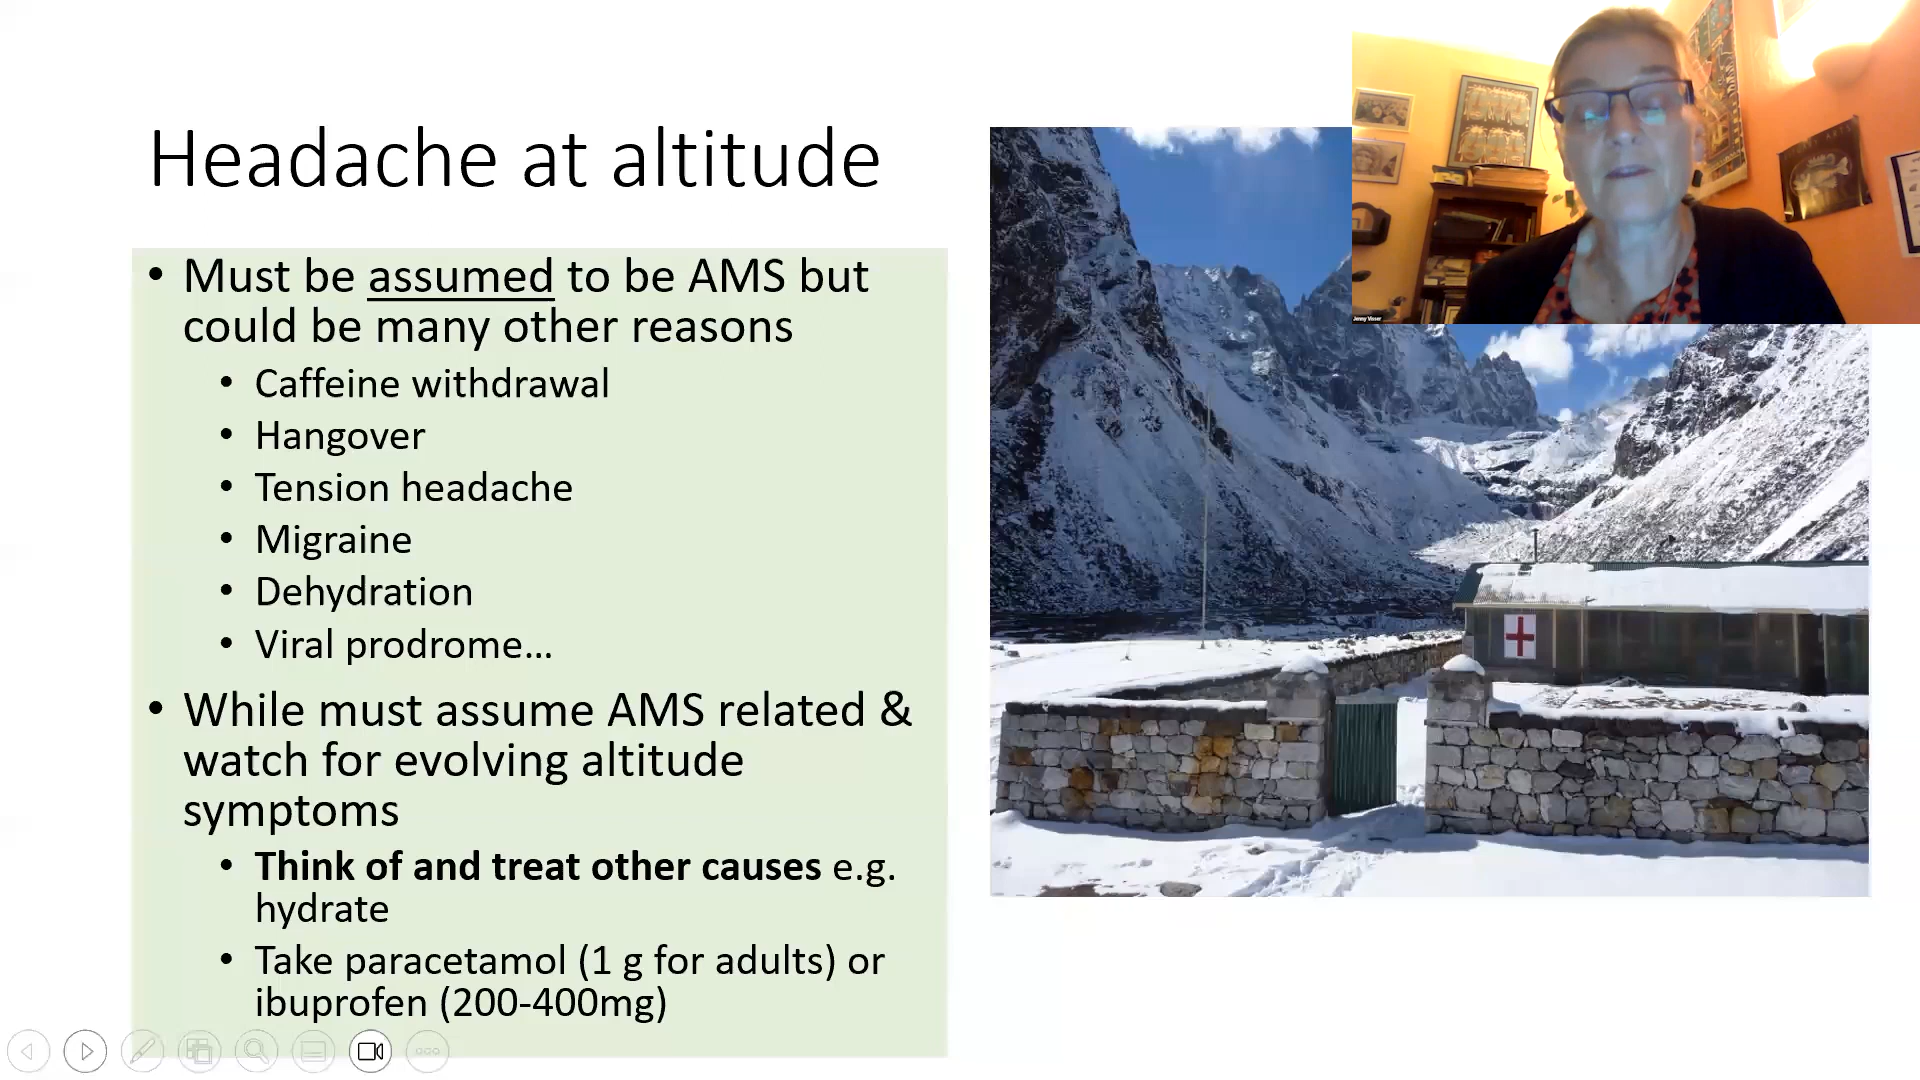 Headache at altitude
• Must be assumed to be AMS but
could be many other reasons
• Caffeine withdrawal
• Hangover
• Tension headache
• Migraine
• Dehydration
• Viral prodrome...
• While must assume AMS related &
watch for evolving altitude
symptoms
• Think of and treat other causes e.g.
hydrate
• Take paracetamol (1 g for adults) or
ibuprofen (200-400mg)
Jenny Visser